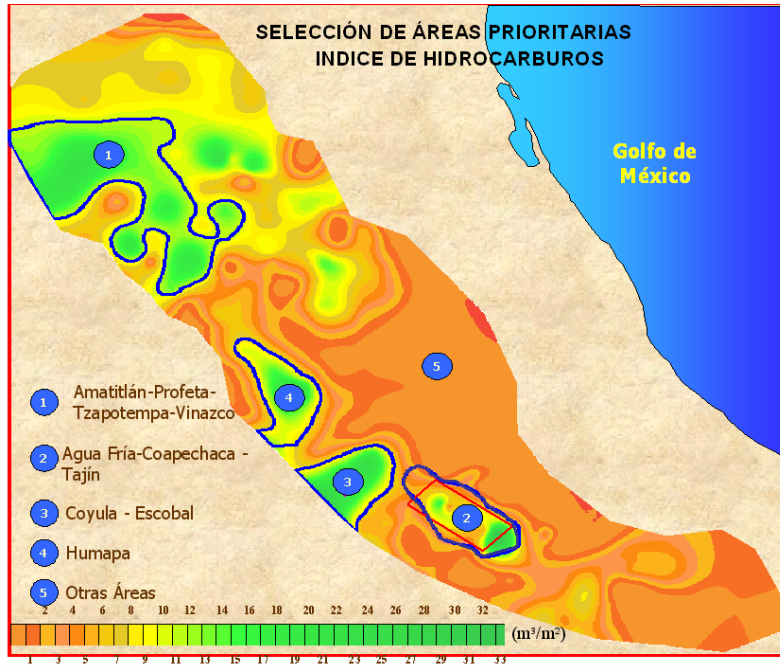 SELECCIÓN DE ÁREAS PRIORITARIAS
INDICE DE HIDROCARBUROS
Golfo de
México
1
5
4
3
2
1 Amatitlán-Profeta-
Tzapotempa-Vinazco
2 Agua Fría-Coapechaca -
Tajín
3 Coyula - Escobal
4 Humapa
5 Otras Áreas
2 4 6 8 10 12 14 16 18 20 22 24 26 28 30 32
(m³/m²)
1 3 5 7 9 11 13 15 17 19 21 23 25 27 29 31 33